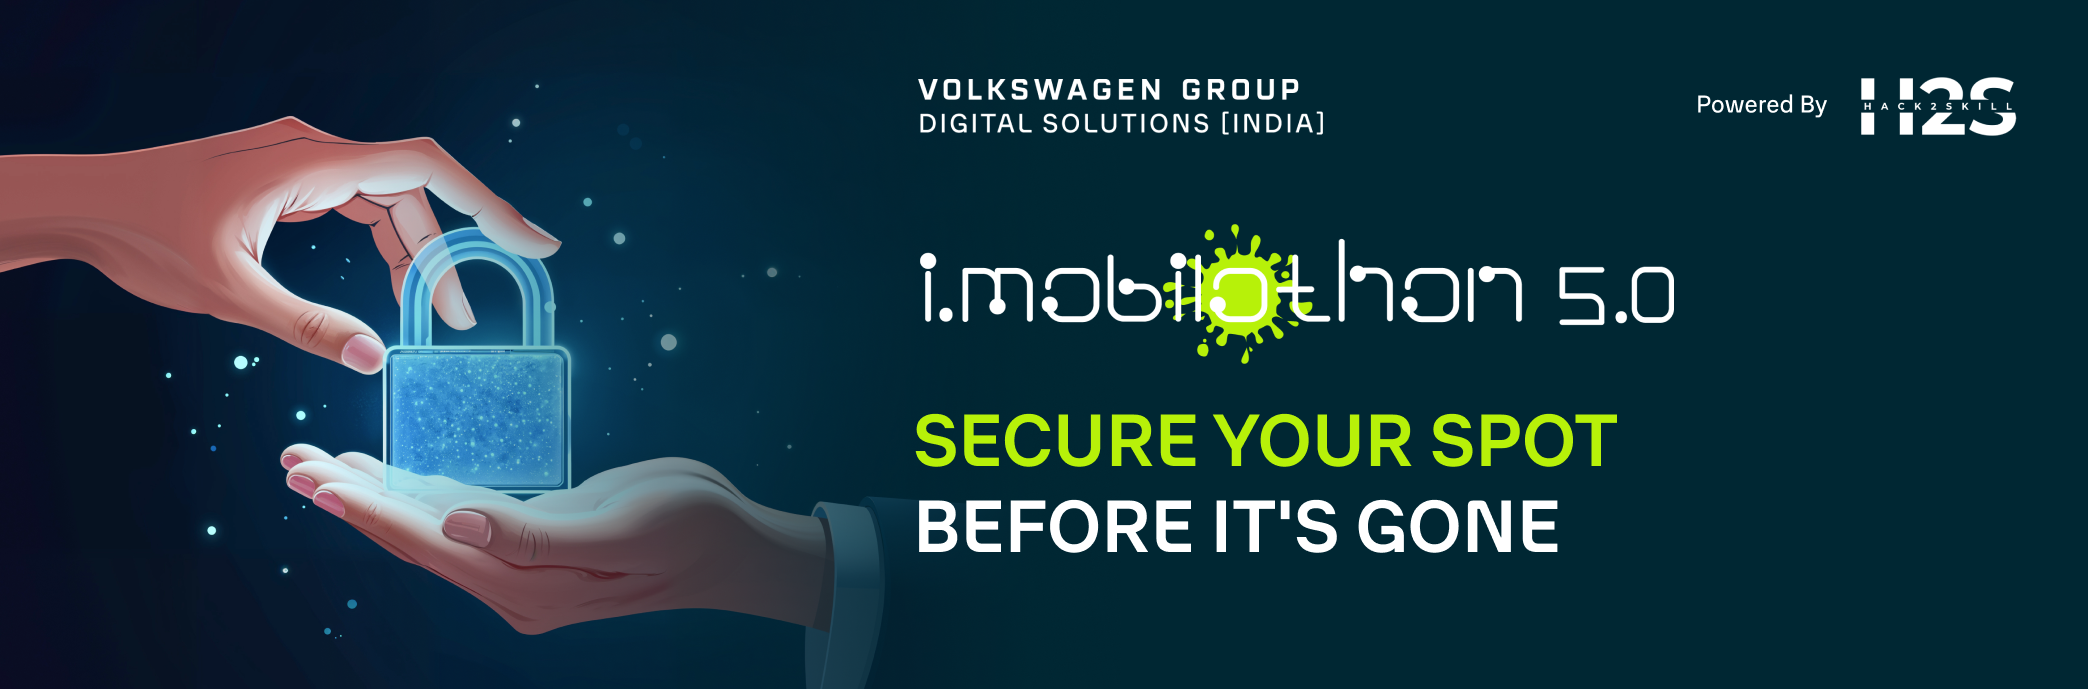 VOLKSWAGEN GROUP
DIGITAL SOLUTIONS [INDIA]
Powered By
H2S
HACK2SKILL
i.mobilothon 5.0
SECURE YOUR SPOT
BEFORE IT'S GONE